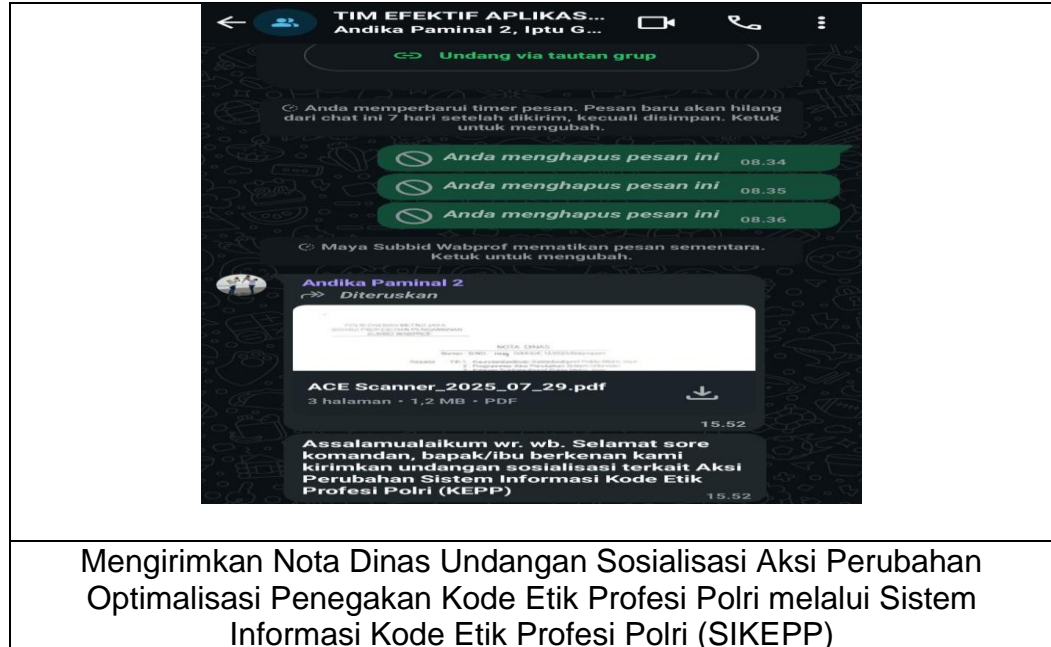 TIM EFEKTIF APLIKAS...
Andika Paminal 2, Iptu G...
Undang via tautan grup
Anda memperbarui timer pesan. Pesan baru akan hilang
dari chat ini 7 hari setelah dikirim, kecuali disimpan. Ketuk
untuk mengubah.
Anda menghapus pesan ini 08.34
Anda menghapus pesan ini 08.35
Anda menghapus pesan ini 08.36
Maya Subbid Wabprof mematikan pesan sementara.
Ketuk untuk mengubah.
Andika Paminal 2
Diteruskan
NOTA DINAS
ACE Scanner_2025_07_29.pdf
3 halaman • 1,2 MB • PDF
15.52
Assalamualaikum wr. wb. Selamat sore
komandan, bapak/ibu berkenan kami
kirimkan undangan sosialisasi terkait Aksi
Perubahan Sistem Informasi Kode Etik
Profesi Polri (KEPP)
15.52
Mengirimkan Nota Dinas Undangan Sosialisasi Aksi Perubahan
Optimalisasi Penegakan Kode Etik Profesi Polri melalui Sistem
Informasi Kode Etik Profesi Polri (SIKEPP)